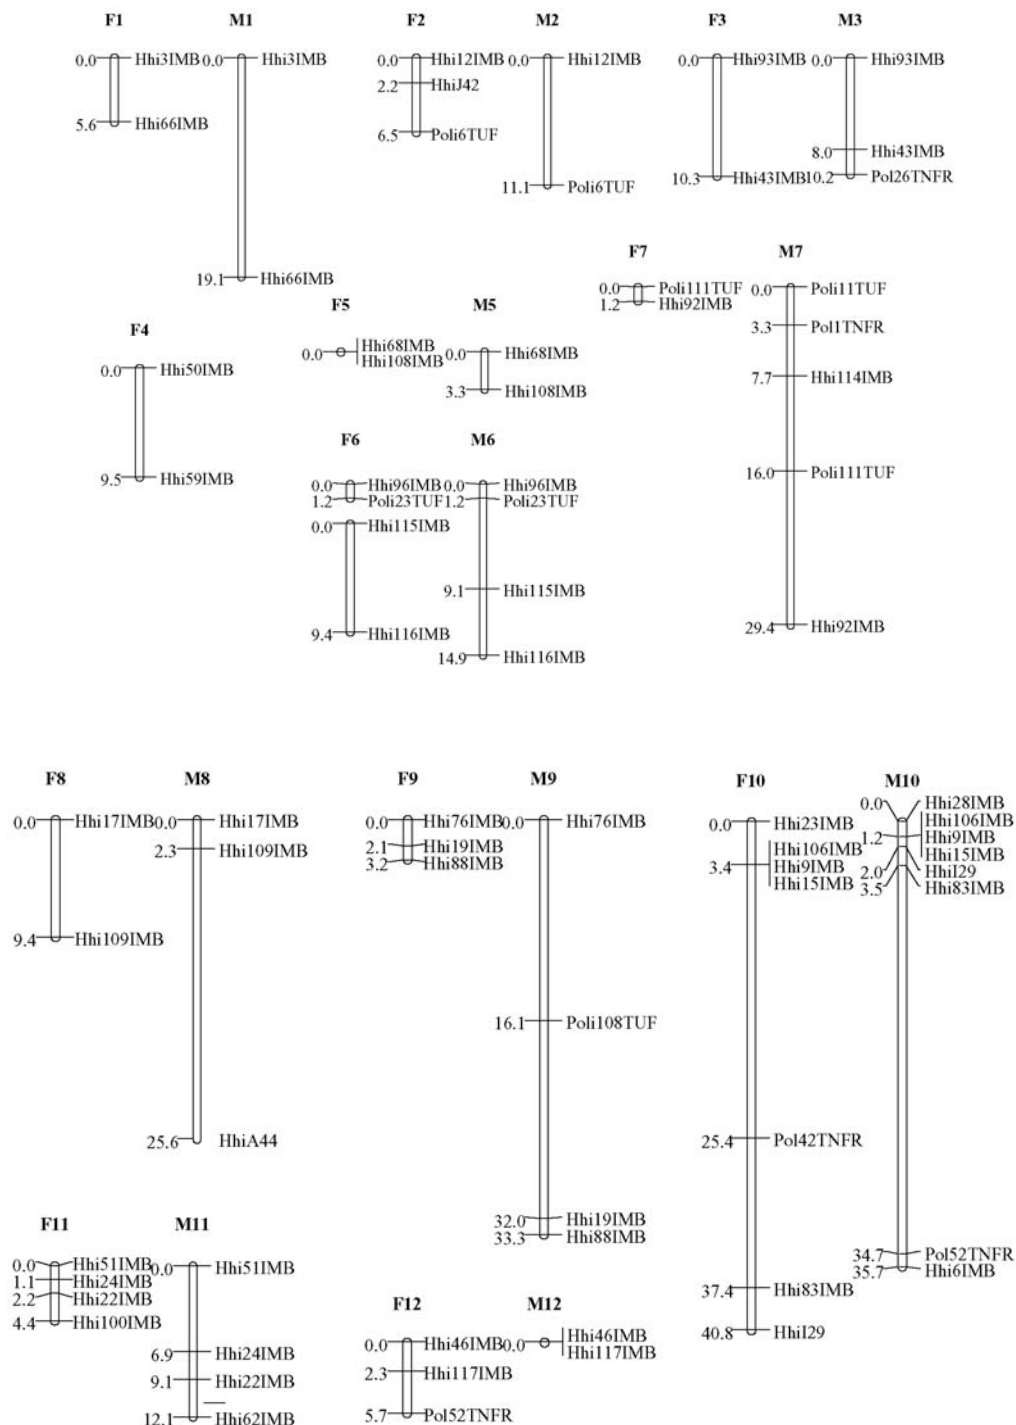 F1 M1 F2 M2 F3 M3
0.0 Hhi3IMB 0.0 Hhi3IMB 0.0 Hhi12IMB 0.0 Hhi12IMB 0.0 Hhi93IMB 0.0 Hhi93IMB
2.2 HhiJ42
5.6 Hhi66IMB
6.5 Poli6TUF
8.0 Hhi43IMB
10.3 Hhi43IMB 10.2 Pol26TNFR
11.1 Poli6TUF
19.1 Hhi66IMB
F7 M7
0.0 Poli111TUF 0.0 Poli11TUF
1.2 Hhi92IMB
3.3 Pol1TNFR
7.7 Hhi114IMB
16.0 Poli111TUF
29.4 Hhi92IMB
F4 F5 M5
0.0 Hhi50IMB
9.5 Hhi59IMB
0.0 Hhi68IMB
Hhi108IMB
0.0 Hhi68IMB
3.3 Hhi108IMB
F6 M6
0.0 Hhi96IMB 0.0 Hhi96IMB
1.2 Poli23TUF 1.2 Poli23TUF
0.0 Hhi115IMB
9.1 Hhi115IMB
9.4 Hhi116IMB
14.9 Hhi116IMB
F8 M8 F9 M9 F10 M10
0.0 Hhi17IMB 0.0 Hhi17IMB
2.3 Hhi109IMB
9.4 Hhi109IMB
25.6 HhiA44
0.0 Hhi76IMB 0.0 Hhi76IMB
2.1 Hhi19IMB
3.2 Hhi88IMB
16.1 Poli108TUF
32.0 Hhi19IMB
33.3 Hhi88IMB
0.0 Hhi23IMB
Hhi106IMB
3.4 Hhi9IMB
Hhi15IMB
25.4 Pol42TNFR
37.4 Hhi83IMB
40.8 HhiI29
0.0 Hhi28IMB
Hhi106IMB
1.2 Hhi9IMB
Hhi15IMB
2.0 HhiI29
3.5 Hhi83IMB
34.7 Pol52TNFR
35.7 Hhi6IMB
F11 M11
0.0 Hhi51IMB 0.0 Hhi51IMB
1.1 Hhi24IMB
2.2 Hhi22IMB
4.4 Hhi100IMB
6.9 Hhi24IMB
9.1 Hhi22IMB
12.1 Hhi62IMB
F12 M12
0.0 Hhi46IMB 0.0 Hhi46IMB
Hhi117IMB
2.3 Hhi117IMB
5.7 Pol52TNFR